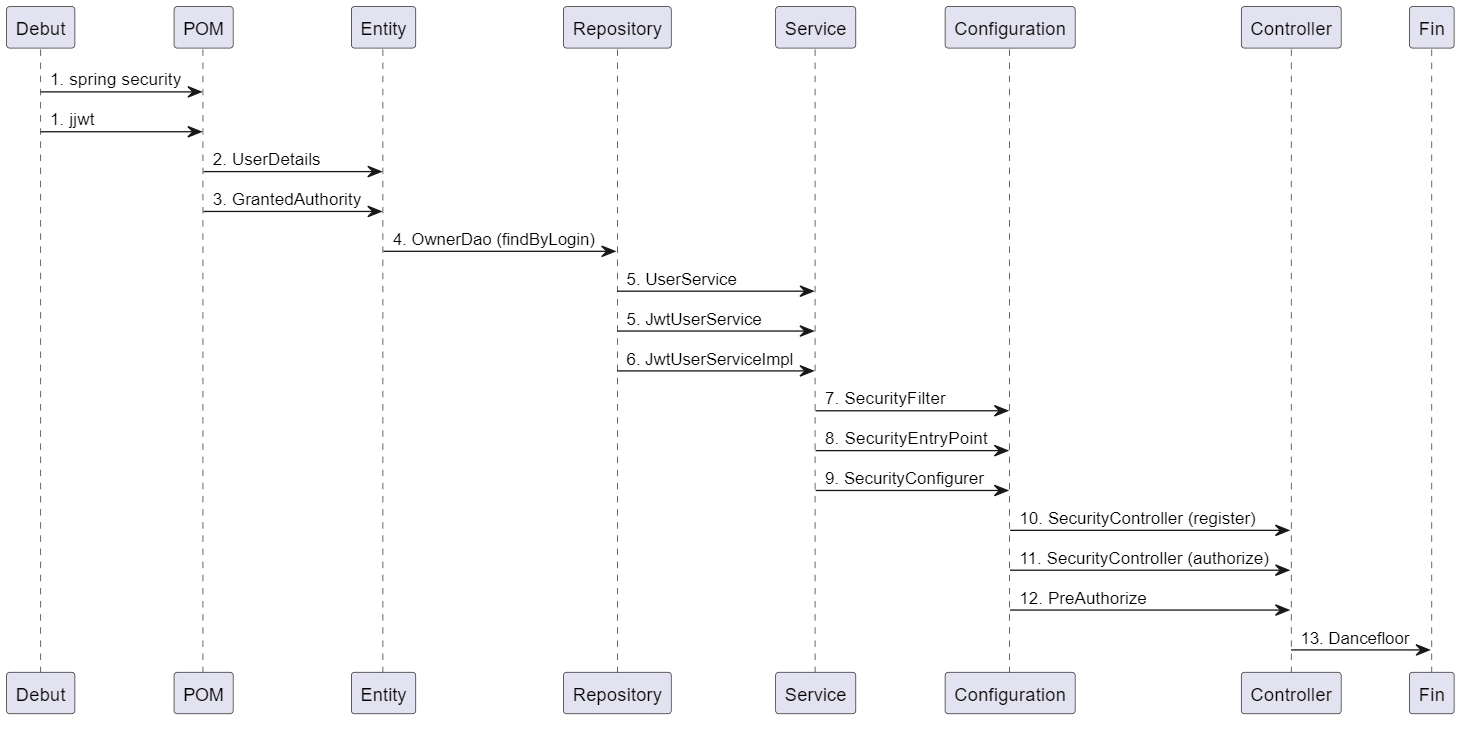 Debut POM Entity Repository Service Configuration Controller Fin
1. spring security
1. jjwt
2. UserDetails
3. GrantedAuthority
4. OwnerDao (findByLogin)
5. UserService
5. JwtUserService
6. JwtUserServiceImpl
7. SecurityFilter
8. SecurityEntryPoint
9. SecurityConfigurer
10. SecurityController (register)
11. SecurityController (authorize)
12. PreAuthorize
13. Dancefloor
Debut POM Entity Repository Service Configuration Controller Fin